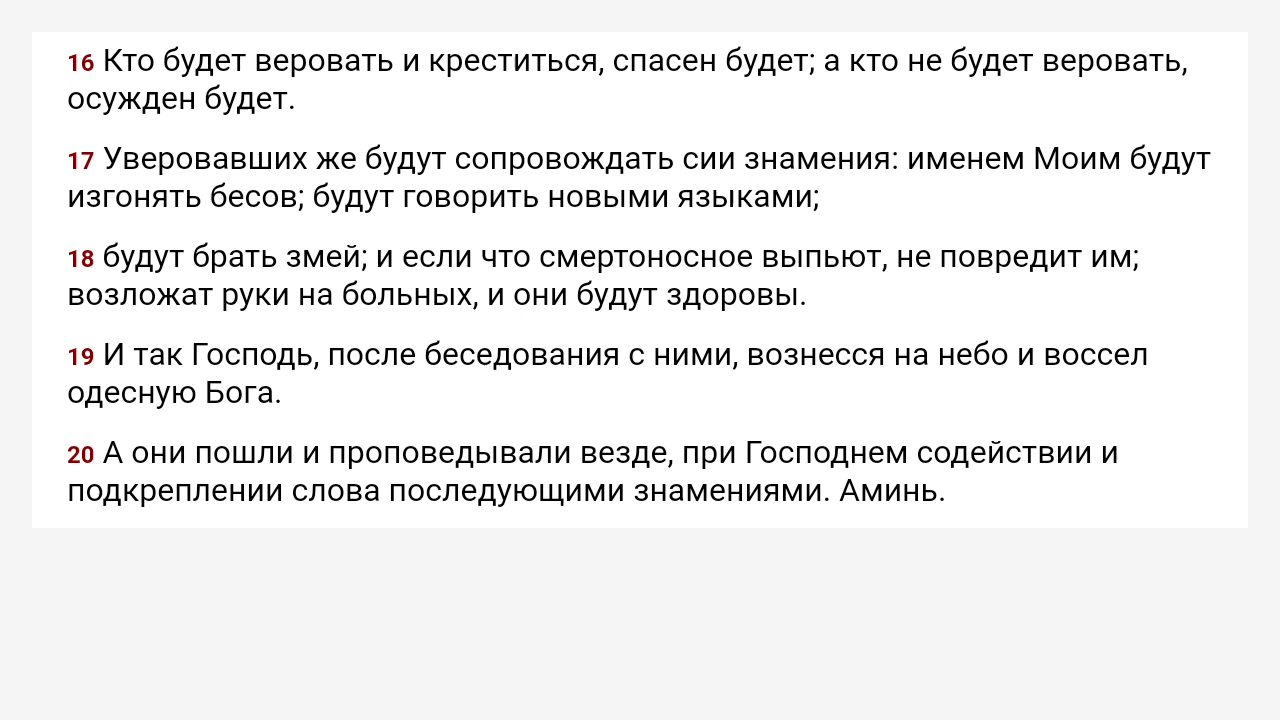 16 Кто будет веровать и креститься, спасен будет; а кто не будет веровать,
осужден будет.
17 Уверовавших же будут сопровождать сии знамения: именем Моим будут
изгонять бесов; будут говорить новыми языками;
18 будут брать змей; и если что смертоносное выпьют, не повредит им;
возложат руки на больных, и они будут здоровы.
19 И так Господь, после беседования с ними, вознесся на небо и воссел
одесную Бога.
20 А они пошли и проповедывали везде, при Господнем содействии и
подкреплении слова последующими знамениями. Аминь.